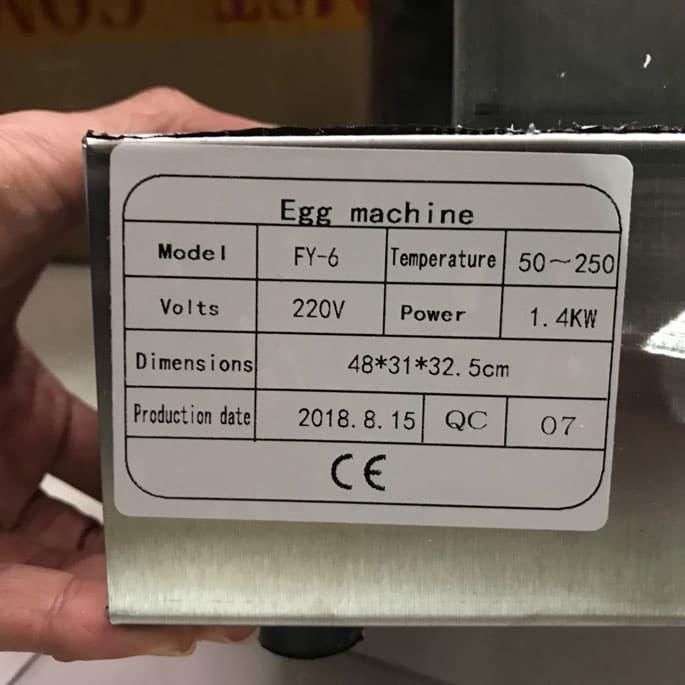 Egg machine
Model FY-6 Temperature 50~250
Volts 220V Power 1.4KW
Dimensions 48*31*32.5cm
Production date 2018.8.15 QC 07
CE